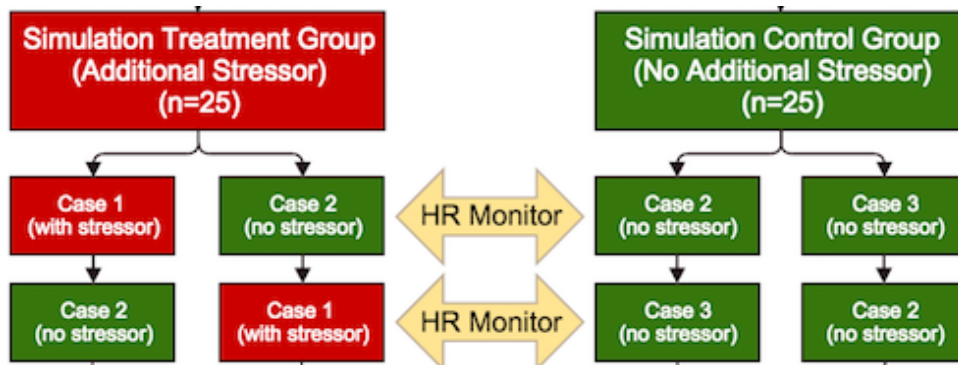 Simulation Treatment Group
(Additional Stressor)
(n=25)
Simulation Control Group
(No Additional Stressor)
(n=25)
Case 1
(with stressor)
Case 2
(no stressor)
HR Monitor
Case 2
(no stressor)
Case 3
(no stressor)
Case 2
(no stressor)
Case 1
(with stressor)
HR Monitor
Case 3
(no stressor)
Case 2
(no stressor)